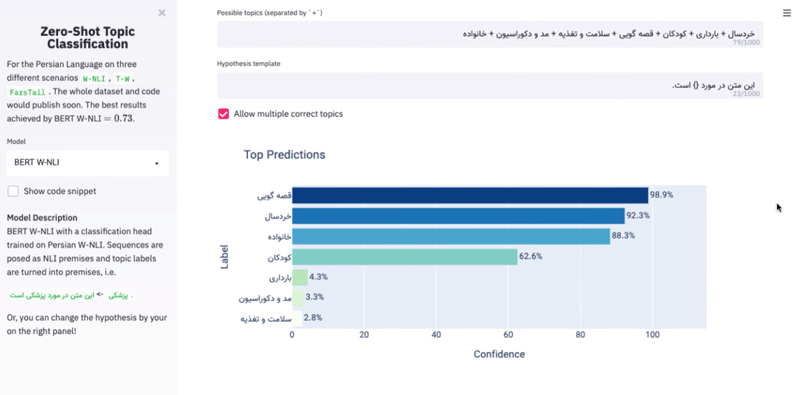 Zero-Shot Topic
Classification
For the Persian Language on three
different scenarios W-NLI , T-W ,
FarsTail . The whole dataset and code
would publish soon. The best results
achieved by BERT W-NLI = 0.73.
Model
BERT W-NLI
Show code snippet
Model Description
BERT W-NLI with a classification head
trained on Persian W-NLI. Sequences are
posed as NLI premises and topic labels
are turned into premises, i.e.
این متن در مورد پزشکی است <- پزشکی .
Or, you can change the hypothesis by your
on the right panel!
Possible topics (separated by `+`)
خردسال + بارداری + کودکان + قصه گویی + سلامت و تغذیه + مد و دکوراسیون + خانواده
79/1000
Hypothesis template
این متن در مورد {} است.
23/1000
Allow multiple correct topics
Top Predictions
Label
قصه گویی 98.9%
خردسال 92.3%
خانواده 88.3%
کودکان 62.6%
بارداری 4.3%
مد و دکوراسیون 3.3%
سلامت و تغذیه 2.8%
0 20 40 60 80 100
Confidence